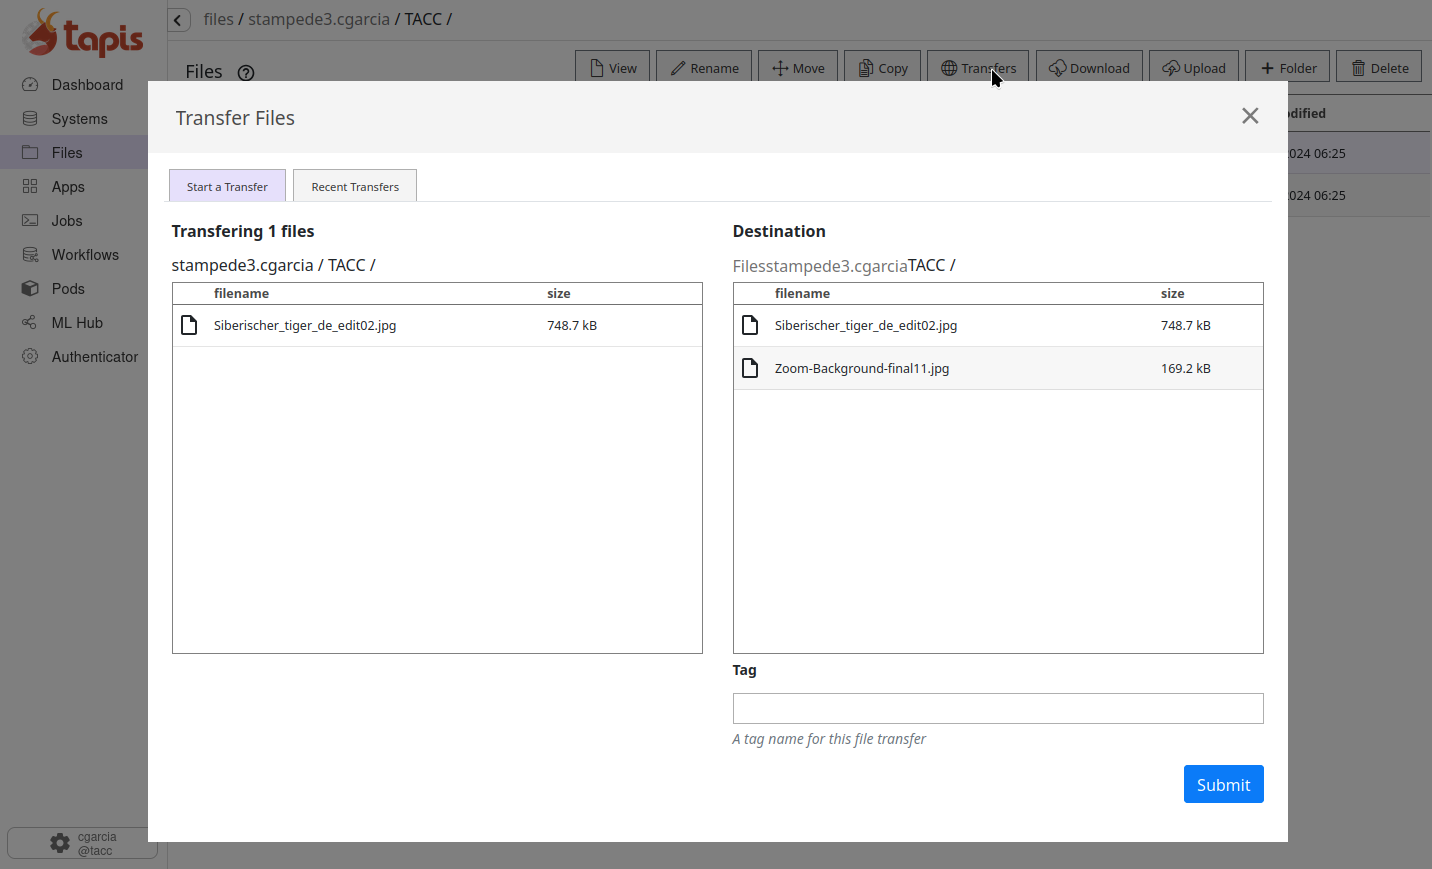 tapis
files / stampede3.cgarcia / TACC /
Files
View
Rename
Move
Copy
Transfers
Download
Upload
Folder
Delete
Dashboard
Systems
Files
Apps
Jobs
Workflows
Pods
ML Hub
Authenticator
cgarcia
@tacc
dified
024 06:25
024 06:25
Transfer Files
Start a Transfer
Recent Transfers
Transferring 1 files
stampede3.cgarcia / TACC /
filename size
Siberischer_tiger_de_edit02.jpg 748.7 kB
Destination
Filesstampede3.cgarciaTACC /
filename size
Siberischer_tiger_de_edit02.jpg 748.7 kB
Zoom-Background-final11.jpg 169.2 kB
Tag
A tag name for this file transfer
Submit